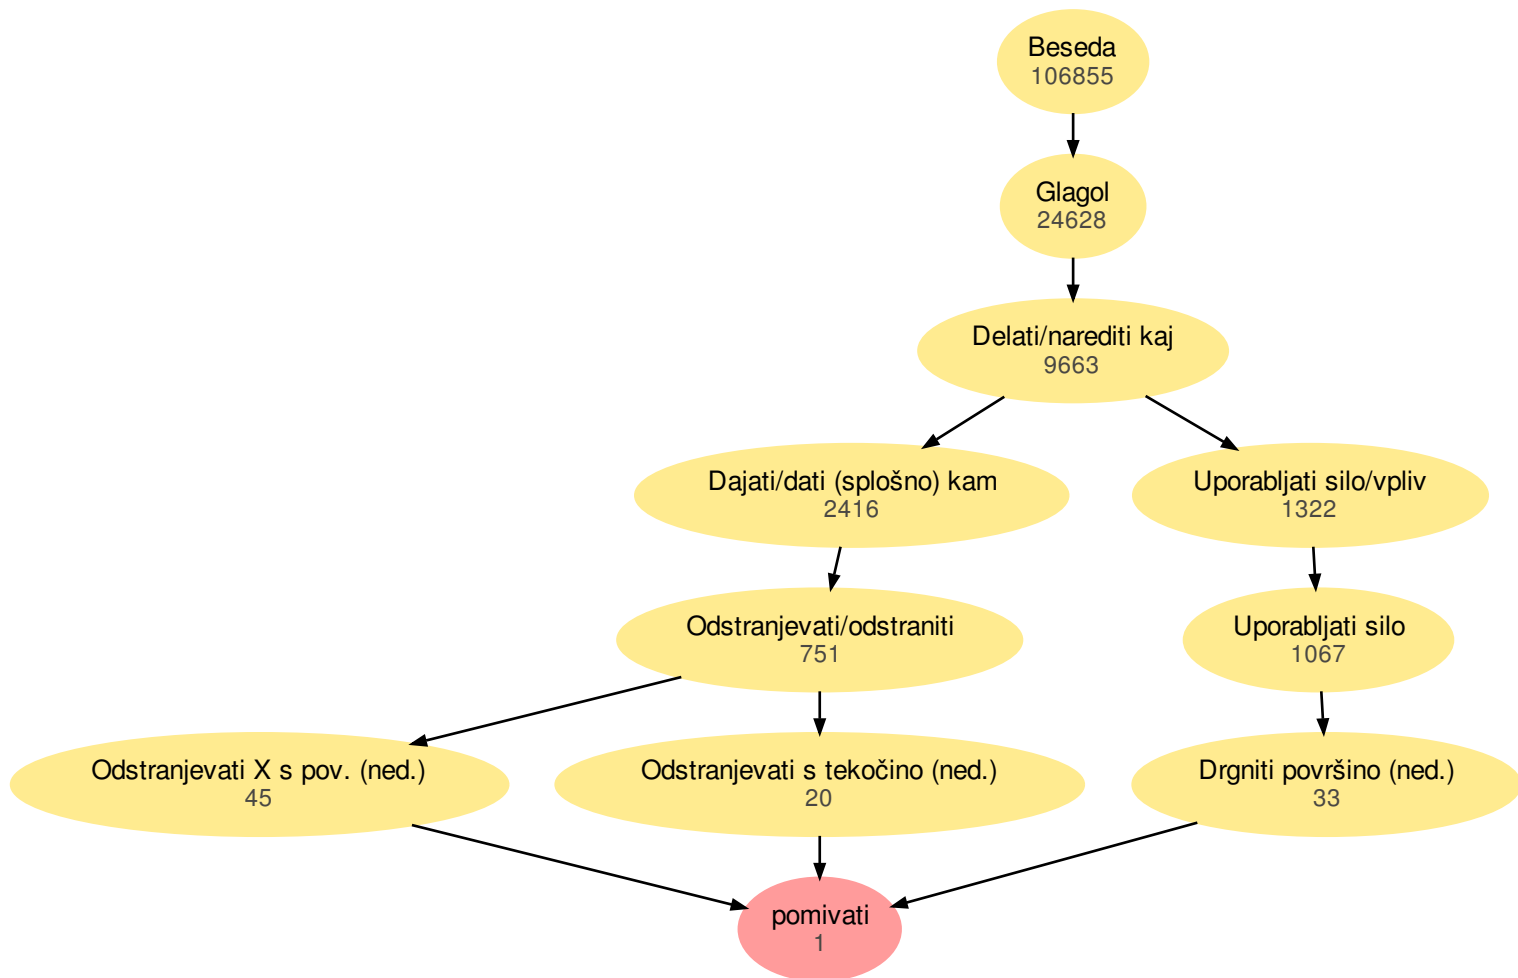 Beseda
106855
Glagol
24628
Delati/narediti kaj
9663
Dajati/dati (splošno) kam
2416
Uporabljati silo/vpliv
1322
Odstranjevati/odstraniti
751
Uporabljati silo
1067
Odstranjevati X s pov. (ned.)
45
Odstranjevati s tekočino (ned.)
20
Drgniti površino (ned.)
33
pomivati
1